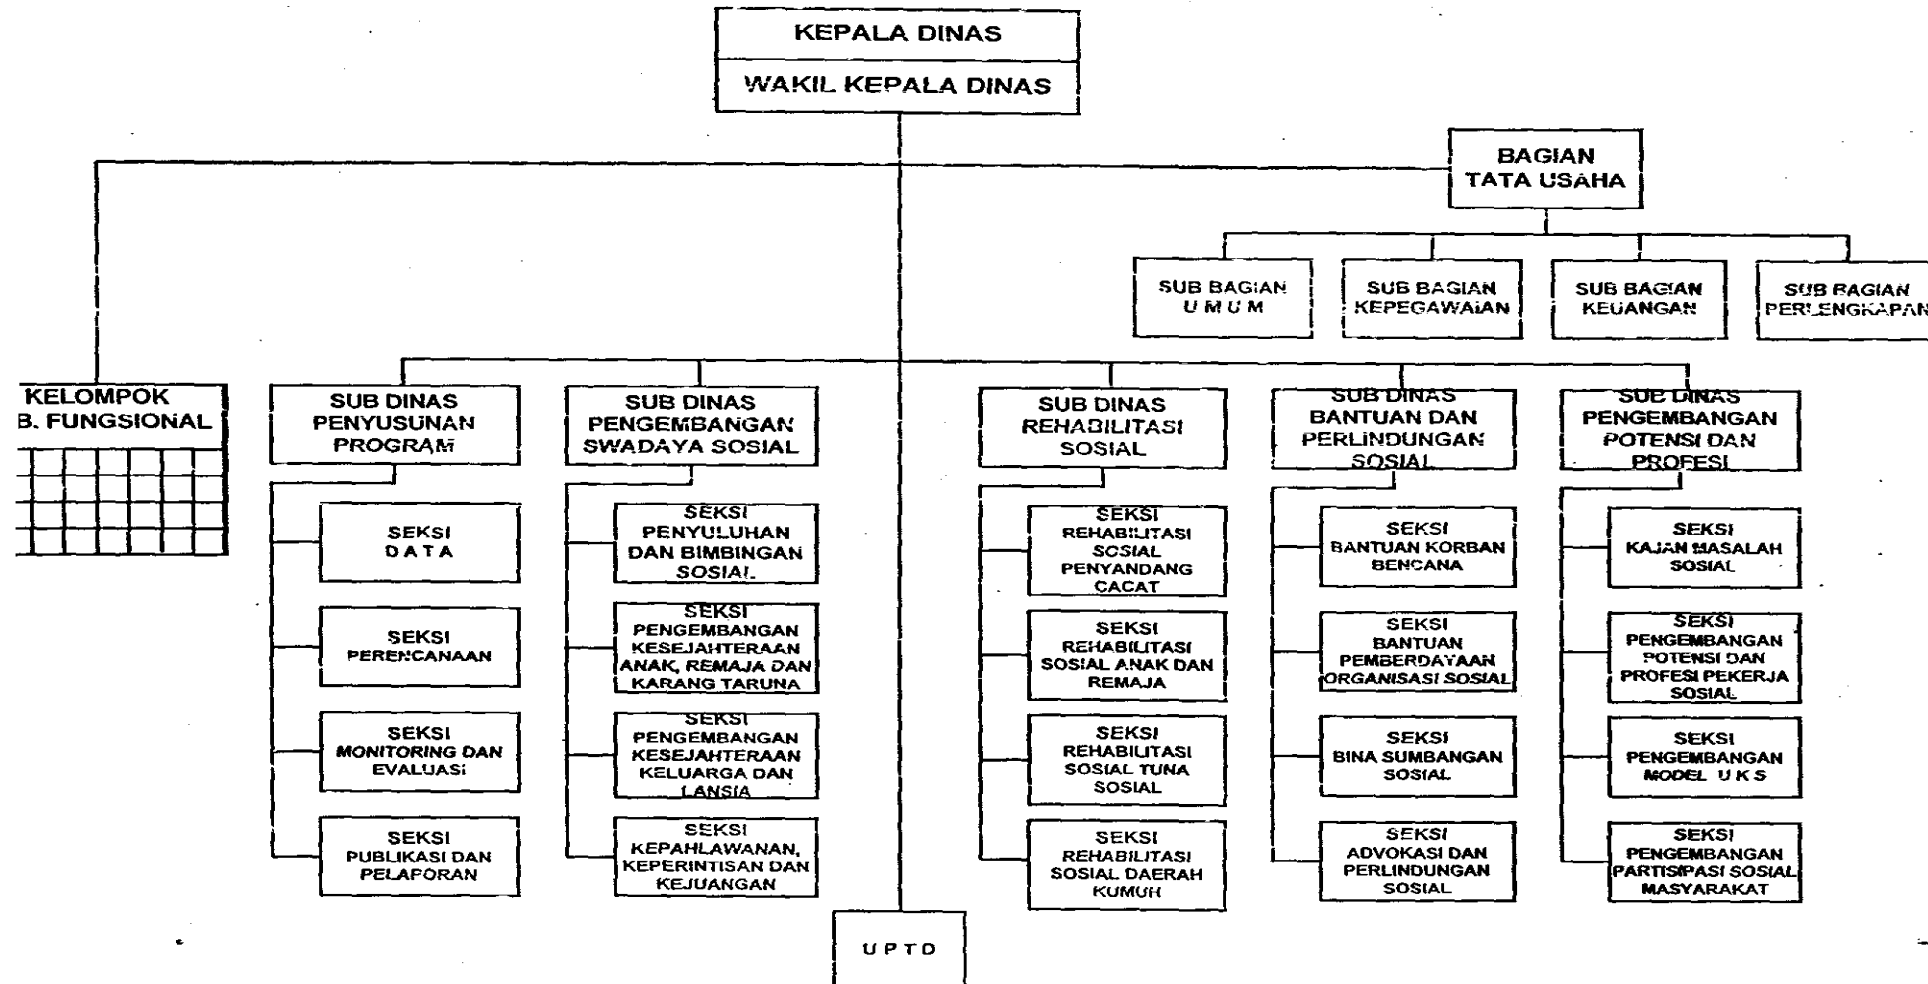 KEPALA DINAS
WAKIL KEPALA DINAS
BAGIAN
TATA USAHA
SUB BAGIAN
U M U M
SUB BAGIAN
KEPEGAWAIAN
SUB BAGIAN
KEUANGAN
SUB BAGIAN
PERLENGKAPAN
KELOMPOK
B. FUNGSIONAL
SUB DINAS
PENYUSUNAN
PROGRAM
SUB DINAS
PENGEMBANGAN
SWADAYA SOSIAL
SUB DINAS
REHABILITASI
SOSIAL
SUB DINAS
BANTUAN DAN
PERLINDUNGAN
SOSIAL
SUB DINAS
PENGEMBANGAN
POTENSI DAN
PROFESI
SEKSI
D A T A
SEKSI
PERENCANAAN
SEKSI
MONITORING DAN
EVALUASI
SEKSI
PUBLIKASI DAN
PELAPORAN
SEKSI
PENYULUHAN
DAN BIMBINGAN
SOSIAL
SEKSI
PENGEMBANGAN
KESEJAHTERAAN
ANAK, REMAJA DAN
KARANG TARUNA
SEKSI
PENGEMBANGAN
KESEJAHTERAAN
KELUARGA DAN
LANSIA
SEKSI
KEPAHLAWANAN,
KEPERINTISAN DAN
KEJUANGAN
SEKSI
REHABILITASI
SOSIAL
PENYANDANG
CACAT
SEKSI
REHABILITASI
SOSIAL ANAK DAN
REMAJA
SEKSI
REHABILITASI
SOSIAL TUNA
SOSIAL
SEKSI
REHABILITASI
SOSIAL DAERAH
KUMUH
SEKSI
BANTUAN KORBAN
BENCANA
SEKSI
BANTUAN
PEMBERDAYAAN
ORGANISASI SOSIAL
SEKSI
BINA SUMBANGAN
SOSIAL
SEKSI
ADVOKASI DAN
PERLINDUNGAN
SOSIAL
SEKSI
KAJIAN MASALAH
SOSIAL
SEKSI
PENGEMBANGAN
POTENSI DAN
PROFESI PEKERJA
SOSIAL
SEKSI
PENGEMBANGAN
MODEL U K S
SEKSI
PENGEMBANGAN
PARTISIPASI SOSIAL
MASYARAKAT
U P T D